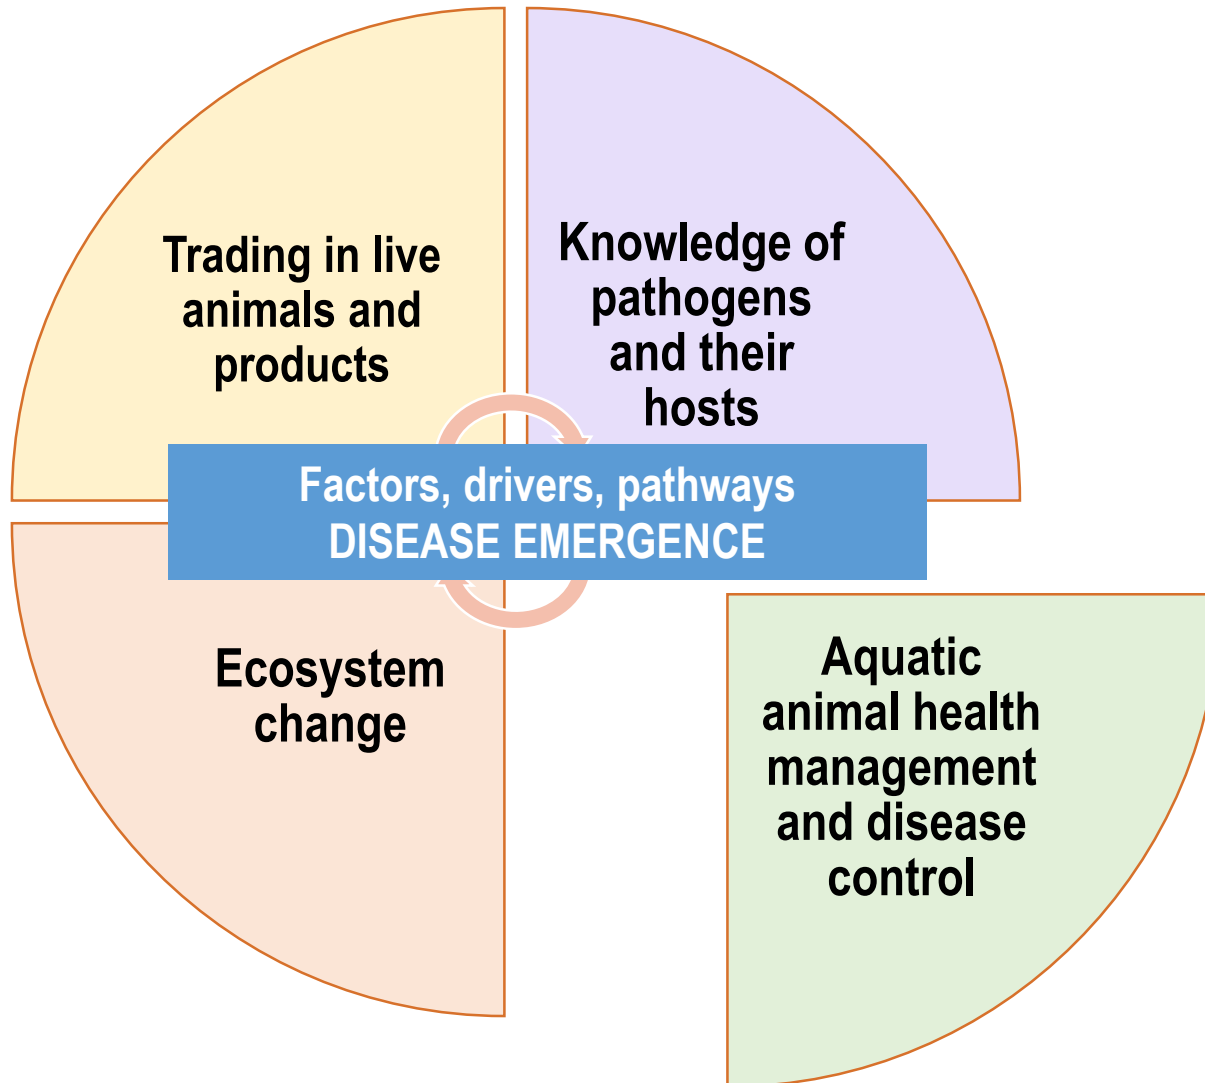 Trading in live
animals and
products
Knowledge of
pathogens
and their
hosts
Factors, drivers, pathways
DISEASE EMERGENCE
Ecosystem
change
Aquatic
animal health
management
and disease
control